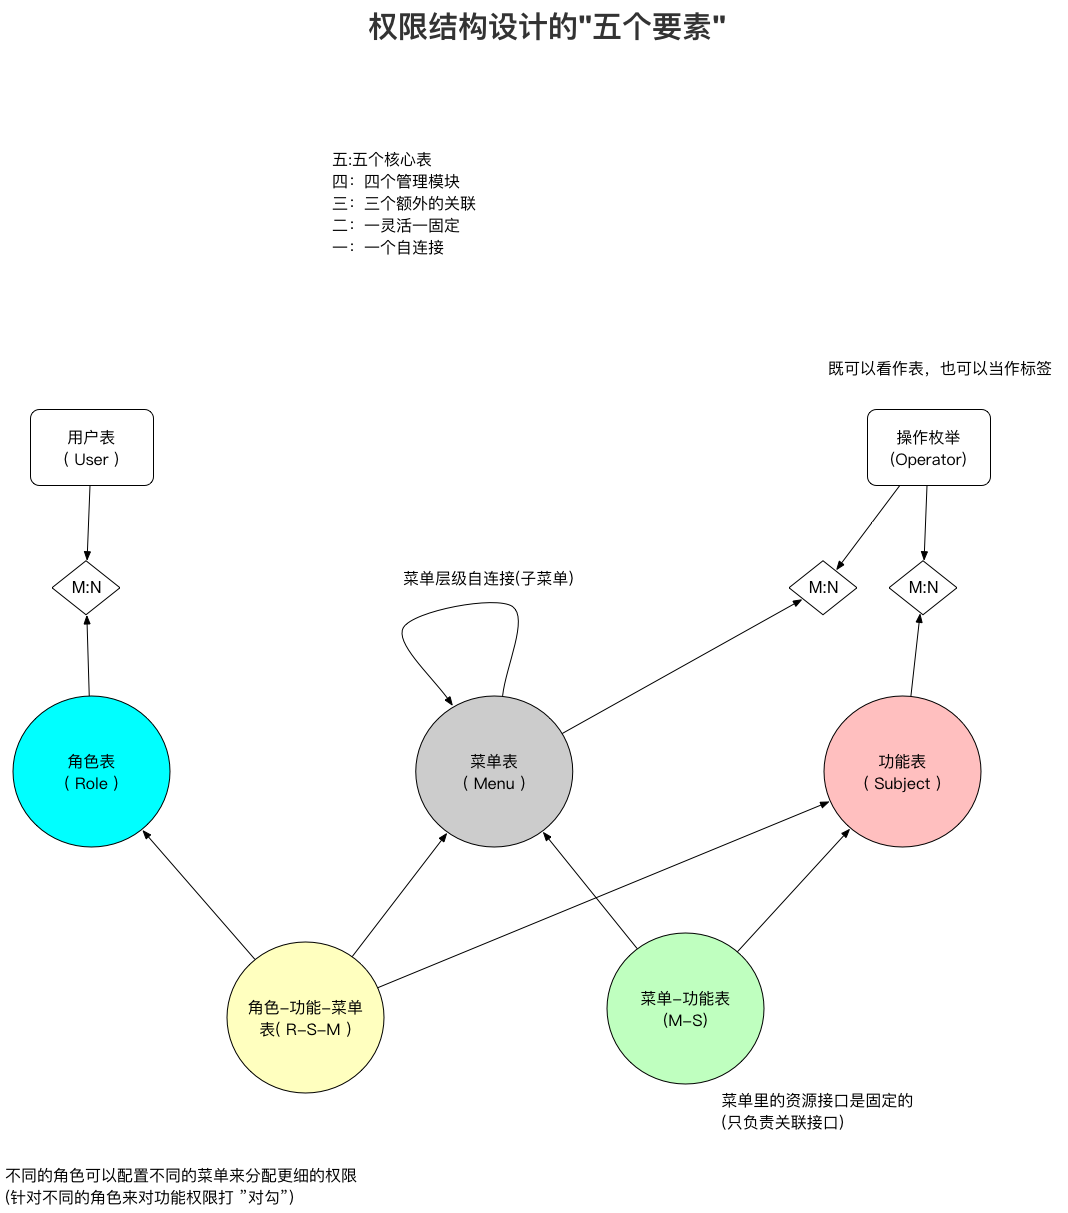 权限结构设计的"五个要素"
五:五个核心表
四：四个管理模块
三：三个额外的关联
二：一灵活一固定
一：一个自连接
既可以看作表，也可以当作标签
用户表
( User )
操作枚举
(Operator)
M:N
M:N
M:N
菜单层级自连接(子菜单)
角色表
( Role )
菜单表
( Menu )
功能表
( Subject )
角色-功能-菜单
表( R-S-M )
菜单-功能表
(M-S)
菜单里的资源接口是固定的
(只负责关联接口)
不同的角色可以配置不同的菜单来分配更细的权限
(针对不同的角色来对功能权限打 ”对勾”)